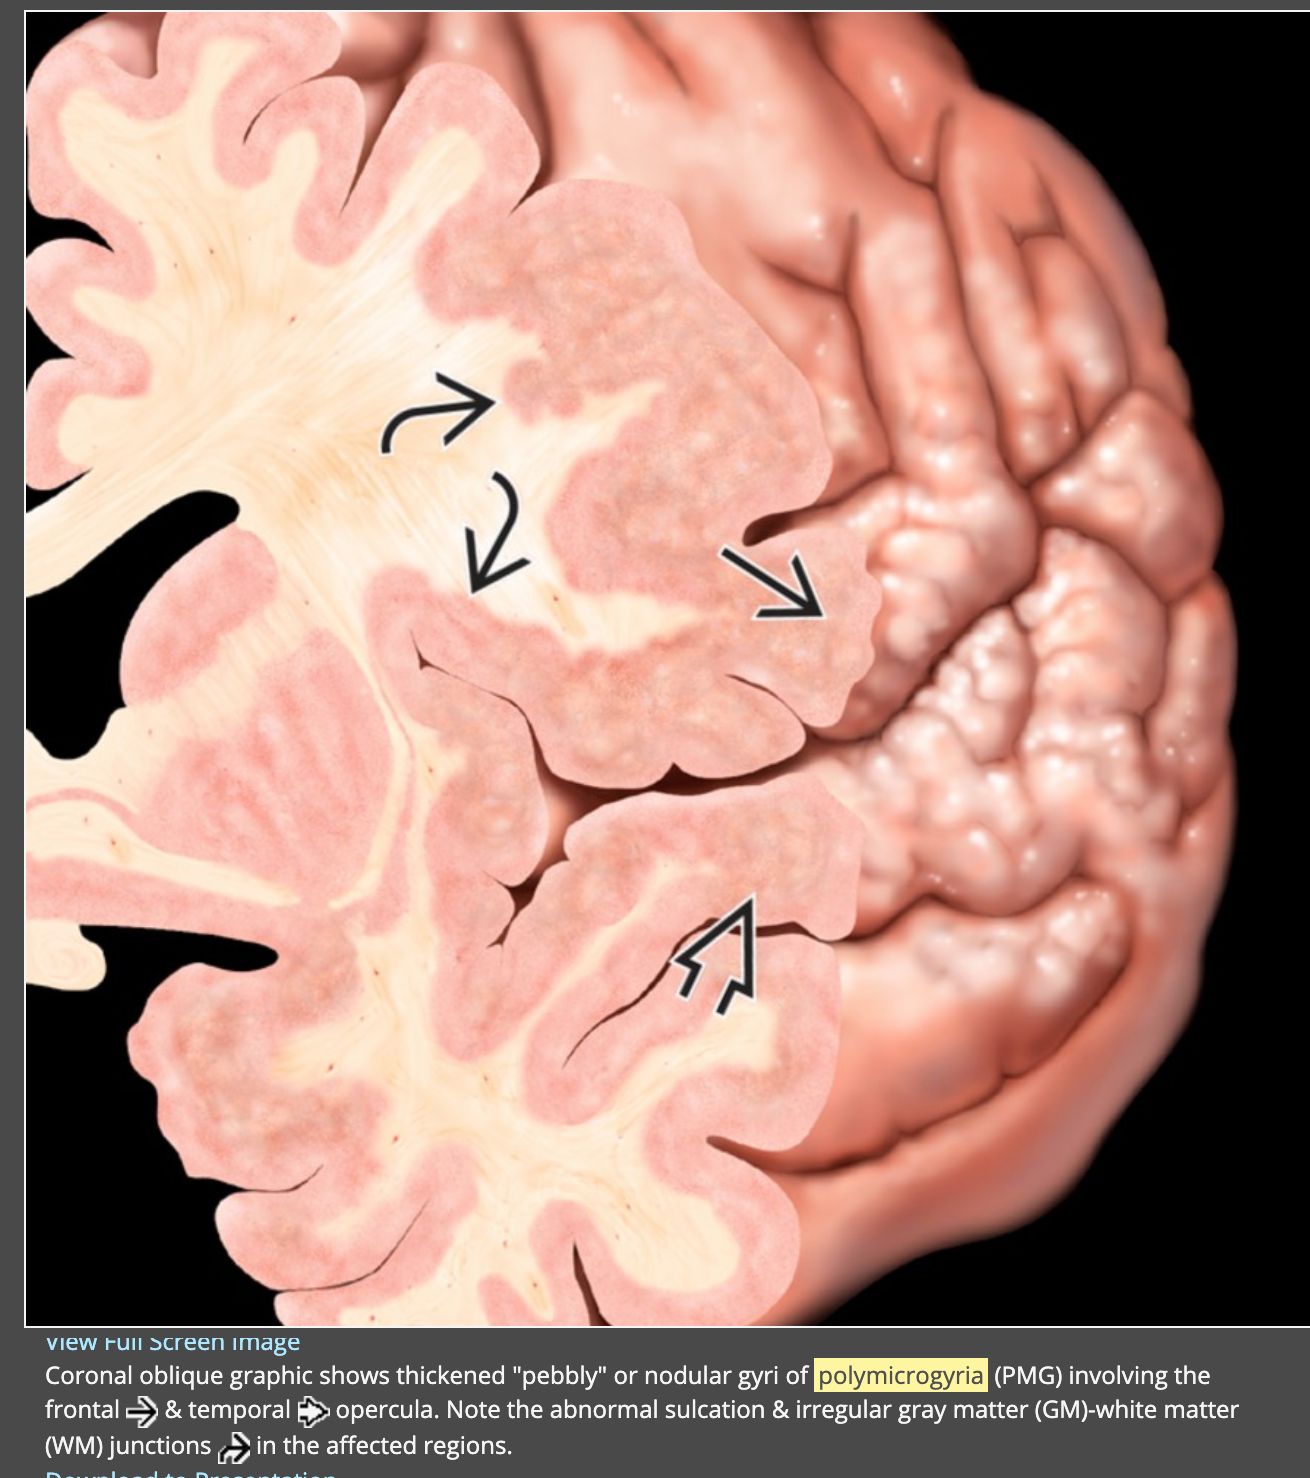 View Full Screen Image
Coronal oblique graphic shows thickened "pebbly" or nodular gyri of polymicrogyria (PMG) involving the
frontal & temporal opercula. Note the abnormal sulcation & irregular gray matter (GM)-white matter
(WM) junctions in the affected regions.
Download to Presentation